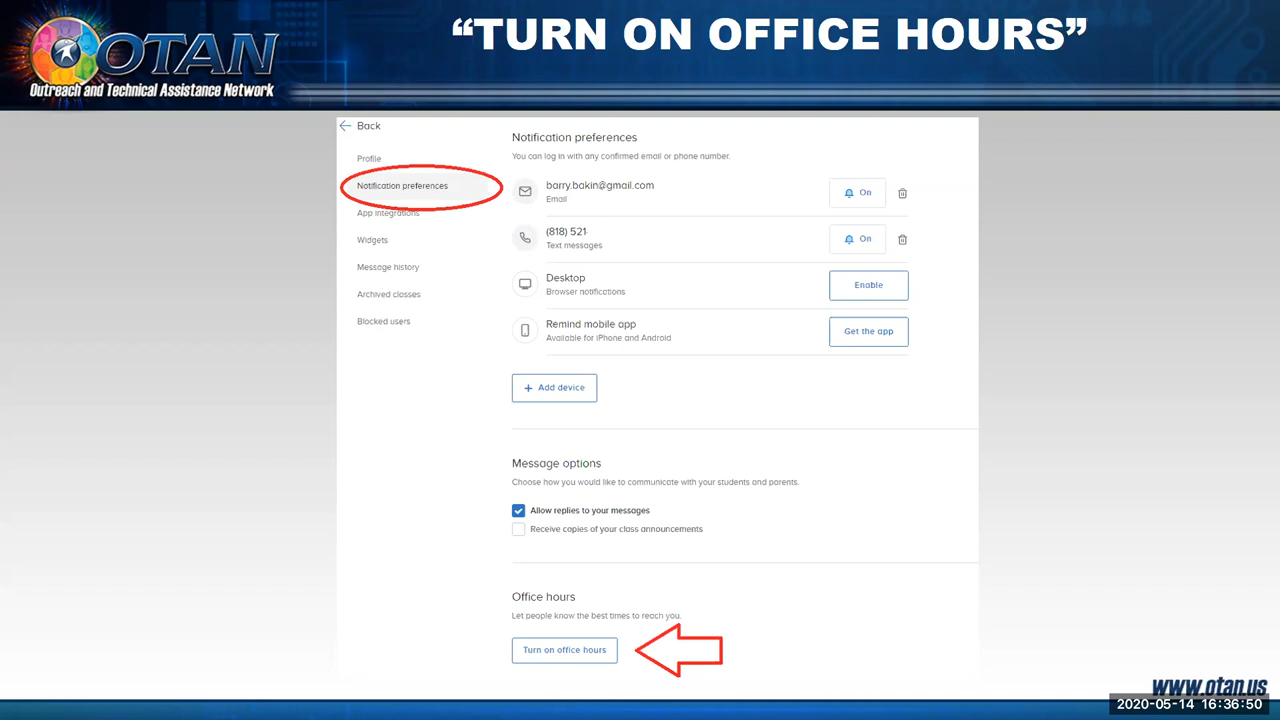 OTAN
Outreach and Technical Assistance Network
“TURN ON OFFICE HOURS”
Back
Profile
Notification preferences
App integrations
Widgets
Message history
Archived classes
Blocked users
Notification preferences
You can log in with any confirmed email or phone number.
barry.bakin@gmail.com
Email
On
(818) 521
Text messages
On
Desktop
Browser notifications
Enable
Remind mobile app
Available for iPhone and Android
Get the app
+ Add device
Message options
Choose how you would like to communicate with your students and parents.
Allow replies to your messages
Receive copies of your class announcements
Office hours
Let people know the best times to reach you.
Turn on office hours
www.otan.us
2020-05-14 16:36:50